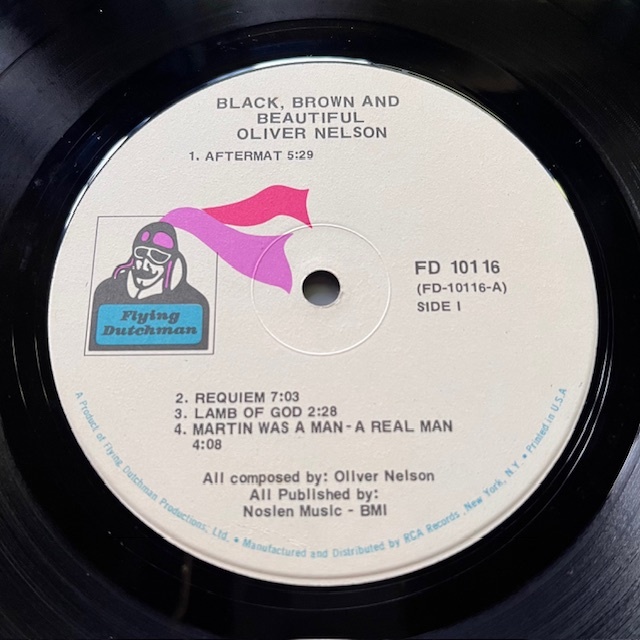 BLACK, BROWN AND
BEAUTIFUL
OLIVER NELSON
1. AFTERMAT 5:29
Flying
Dutchman
FD 10116
(FD-10116-A)
SIDE I
2. REQUIEM 7:03
3. LAMB OF GOD 2:28
4. MARTIN WAS A MAN - A REAL MAN
4:08
All composed by: Oliver Nelson
All Published by:
Noslen Music - BMI
A Product of Flying Dutchman Productions, Ltd. • Manufactured and Distributed by RCA Records, New York, N.Y. • Printed in U.S.A